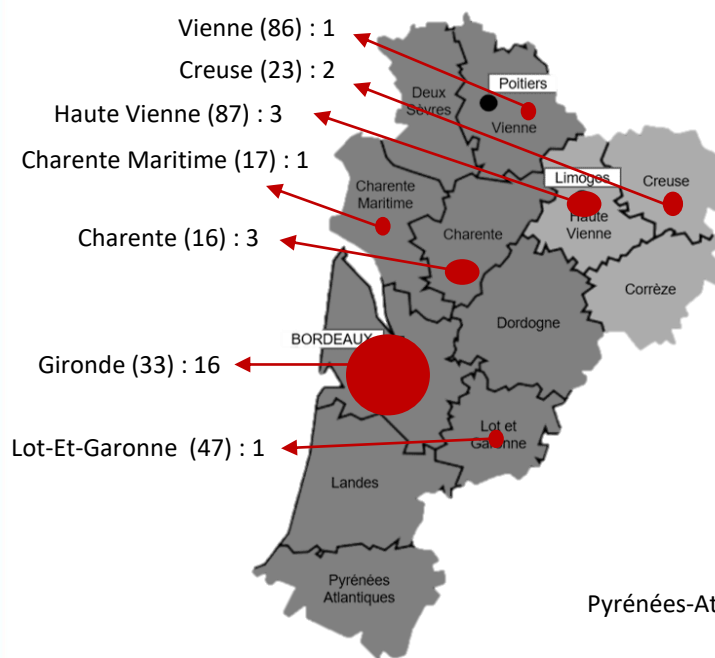 Vienne (86) : 1
Creuse (23) : 2
Haute Vienne (87) : 3
Charente Maritime (17) : 1
Charente (16) : 3
Gironde (33) : 16
Lot-Et-Garonne (47) : 1
Deux
Sèvres
Poitiers
Vienne
Limoges
Haute
Vienne
Creuse
Charente
Maritime
Charente
Corrèze
Dordogne
BORDEAUX
Lot et
Garonne
Landes
Pyrénées
Atlantiques
Pyrénées-At